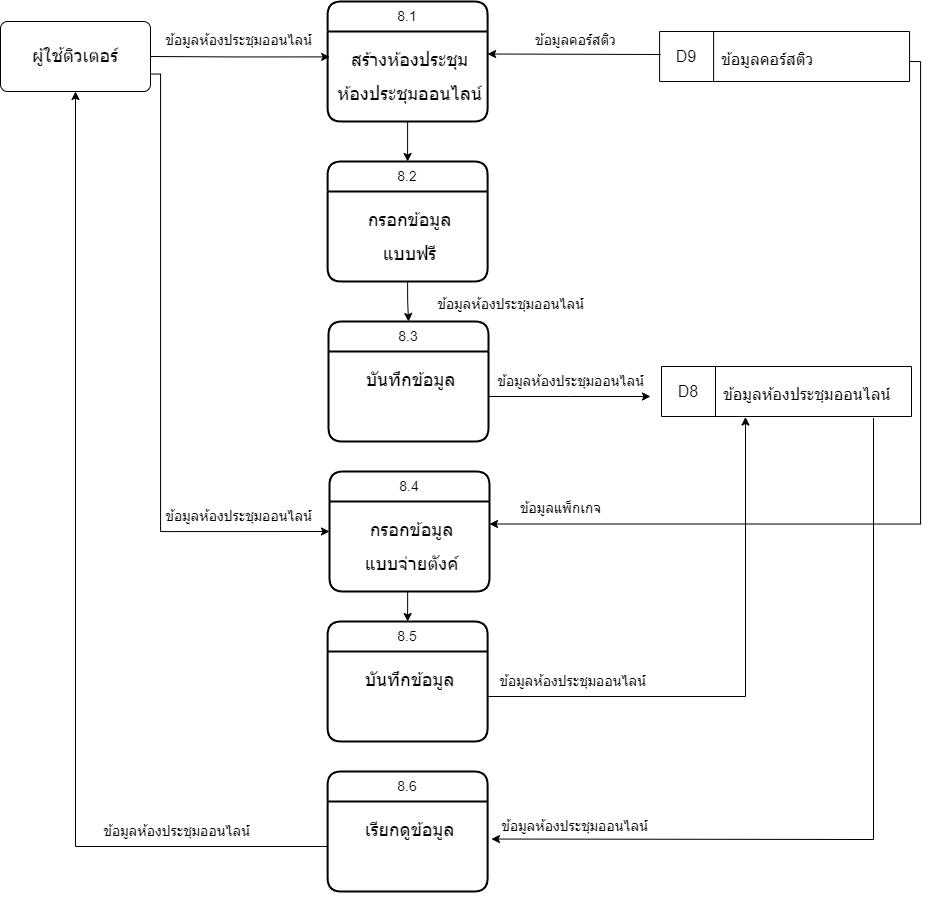 8.1
ผู้ใช้ติวเตอร์
ข้อมูลห้องประชุมออนไลน์
สร้างห้องประชุม
ห้องประชุมออนไลน์
ข้อมูลคอร์สติว
D9
ข้อมูลคอร์สติว
8.2
กรอกข้อมูล
แบบฟรี
ข้อมูลห้องประชุมออนไลน์
8.3
บันทึกข้อมูล
ข้อมูลห้องประชุมออนไลน์
D8
ข้อมูลห้องประชุมออนไลน์
8.4
ข้อมูลห้องประชุมออนไลน์
กรอกข้อมูล
แบบจ่ายตังค์
ข้อมูลแพ็กเกจ
8.5
บันทึกข้อมูล
ข้อมูลห้องประชุมออนไลน์
8.6
ข้อมูลห้องประชุมออนไลน์
เรียกดูข้อมูล
ข้อมูลห้องประชุมออนไลน์